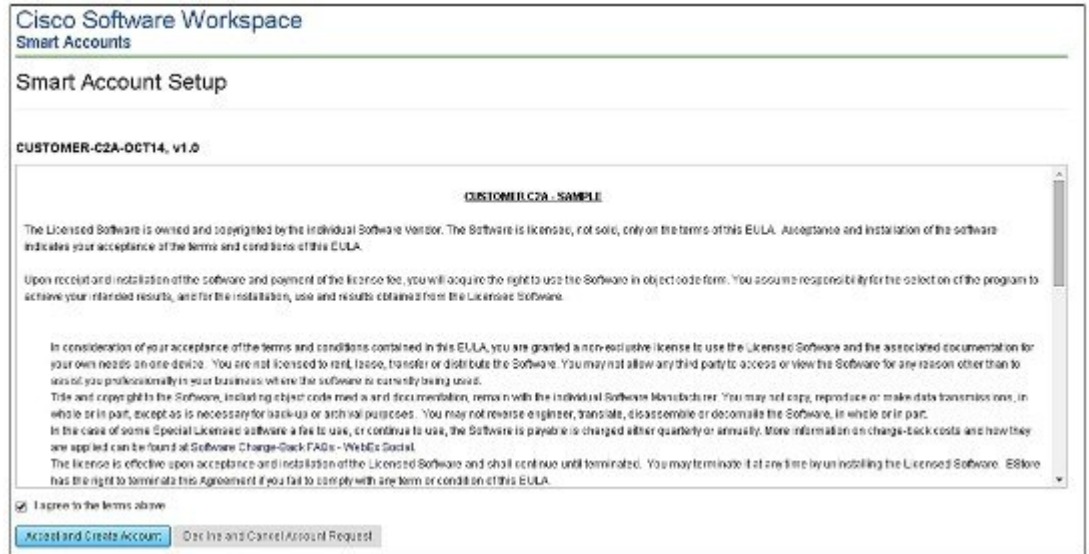 Cisco Software Workspace
Smart Accounts
Smart Account Setup
CUSTOMER-C2A-OCT14, v1.0
CUSTOMER C2A - SAMPLE
The Licensed Software is owned and copyrighted by the individual Software Vendor. The Software is licensed, not sold, only on the terms of this EULA. Acceptance and installation of the software
indicates your acceptance of the terms and conditions of this EULA.
Upon receipt and installation of the software and payment of the license fee, you will acquire the right to use the Software in object code form. You assume responsibility for the selection of the program to
achieve your intended results, and for the installation, use and results obtained from the Licensed Software.
In consideration of your acceptance of the terms and conditions contained in this EULA, you are granted a non-exclusive license to use the Licensed Software and the associated documentation for
your own needs on one device. You are not licensed to rent, lease, transfer or distribute the Software. You may not allow any third party to access or view the Software for any reason other than to
assist you professionally in your business where the software is currently being used.
Title and copyright to the Software, including object code media and documentation, remain with the individual Software Manufacturer. You may not copy, reproduce or make data transmissions, in
whole or in part, except as is necessary for back-up or archival purposes. You may not reverse engineer, translate, disassemble or decompile the Software, in whole or in part.
In the case of some Special Licensed software a fee to use, or continue to use, the Software is payable is charged either quarterly or annually. More information on charge-back costs and how they
are applied can be found at Software Charge-Back FAQs - WebEx Social.
The license is effective upon acceptance and installation of the Licensed Software and shall continue until terminated. You may terminate it at any time by uninstalling the Licensed Software. EStore
has the right to terminate this Agreement if you fail to comply with any term or condition of this EULA.
I agree to the terms above
Accept and Create Account
Decline and Cancel Account Request